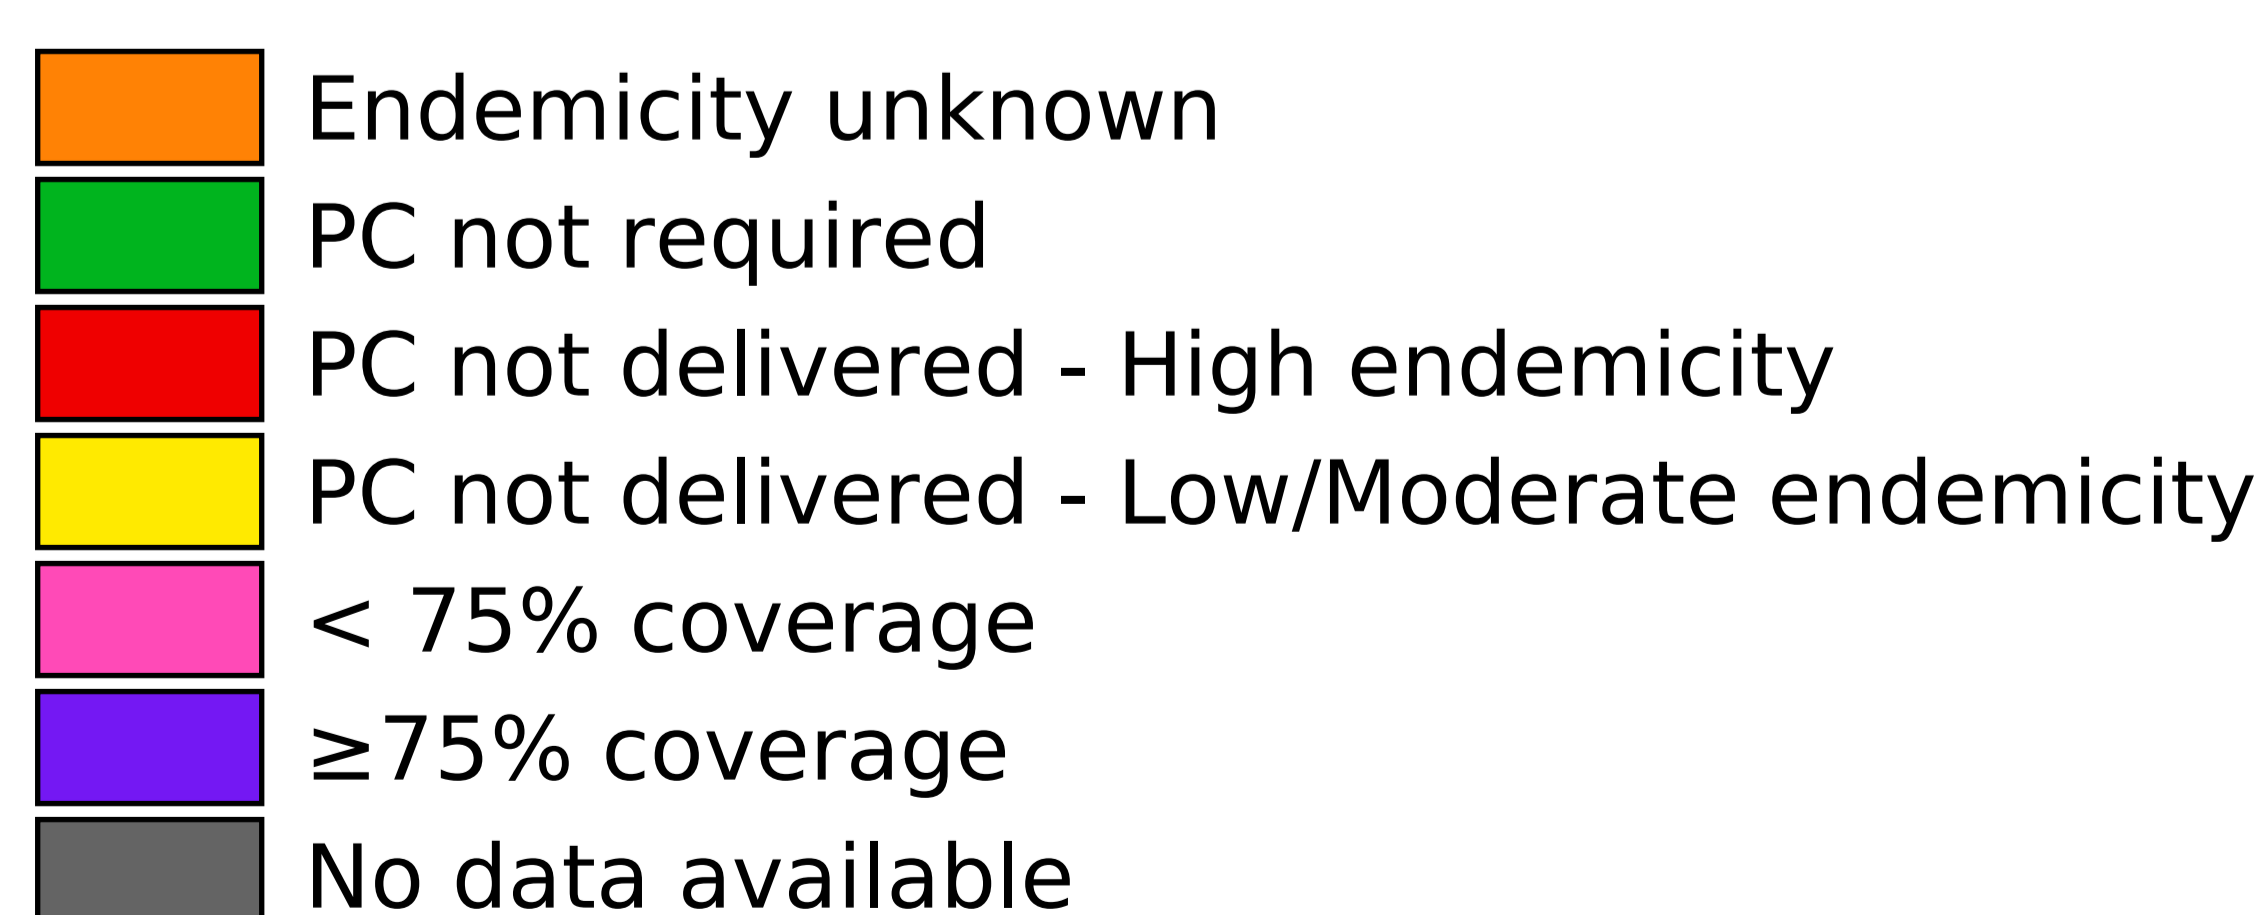 Endemicity unknown
PC not required
PC not delivered - High endemicity
PC not delivered - Low/Moderate endemicity
< 75% coverage
≥75% coverage
No data available